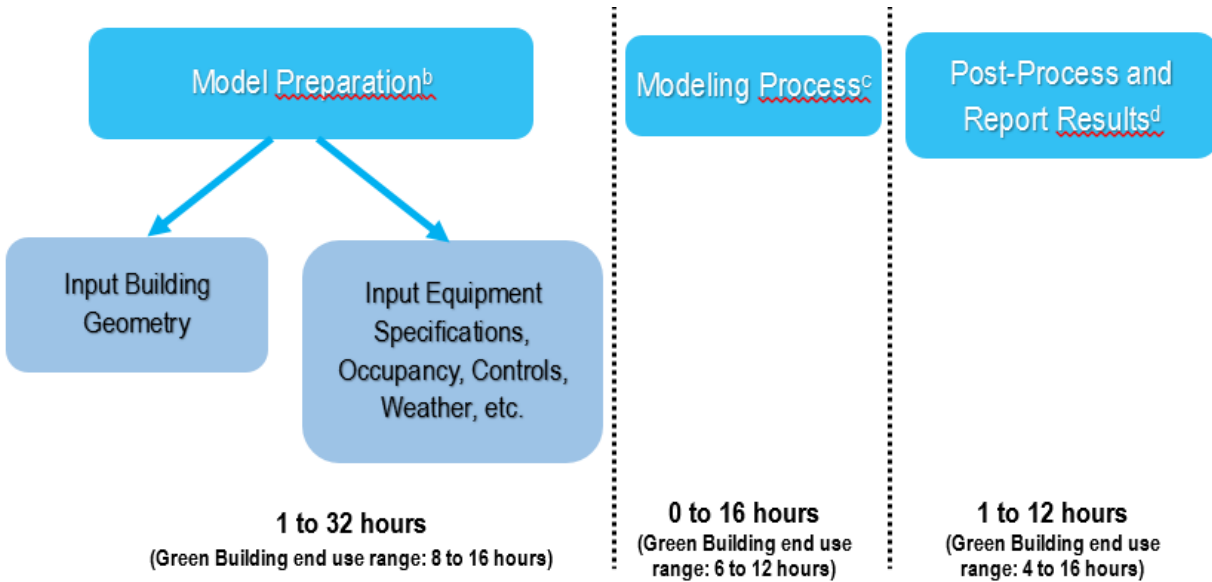 Model Preparationᵇ
Modeling Processᶜ
Post-Process and
Report Resultsᵈ
Input Building
Geometry
Input Equipment
Specifications,
Occupancy, Controls,
Weather, etc.
1 to 32 hours
(Green Building end use range: 8 to 16 hours)
0 to 16 hours
(Green Building end use
range: 6 to 12 hours)
1 to 12 hours
(Green Building end use
range: 4 to 16 hours)